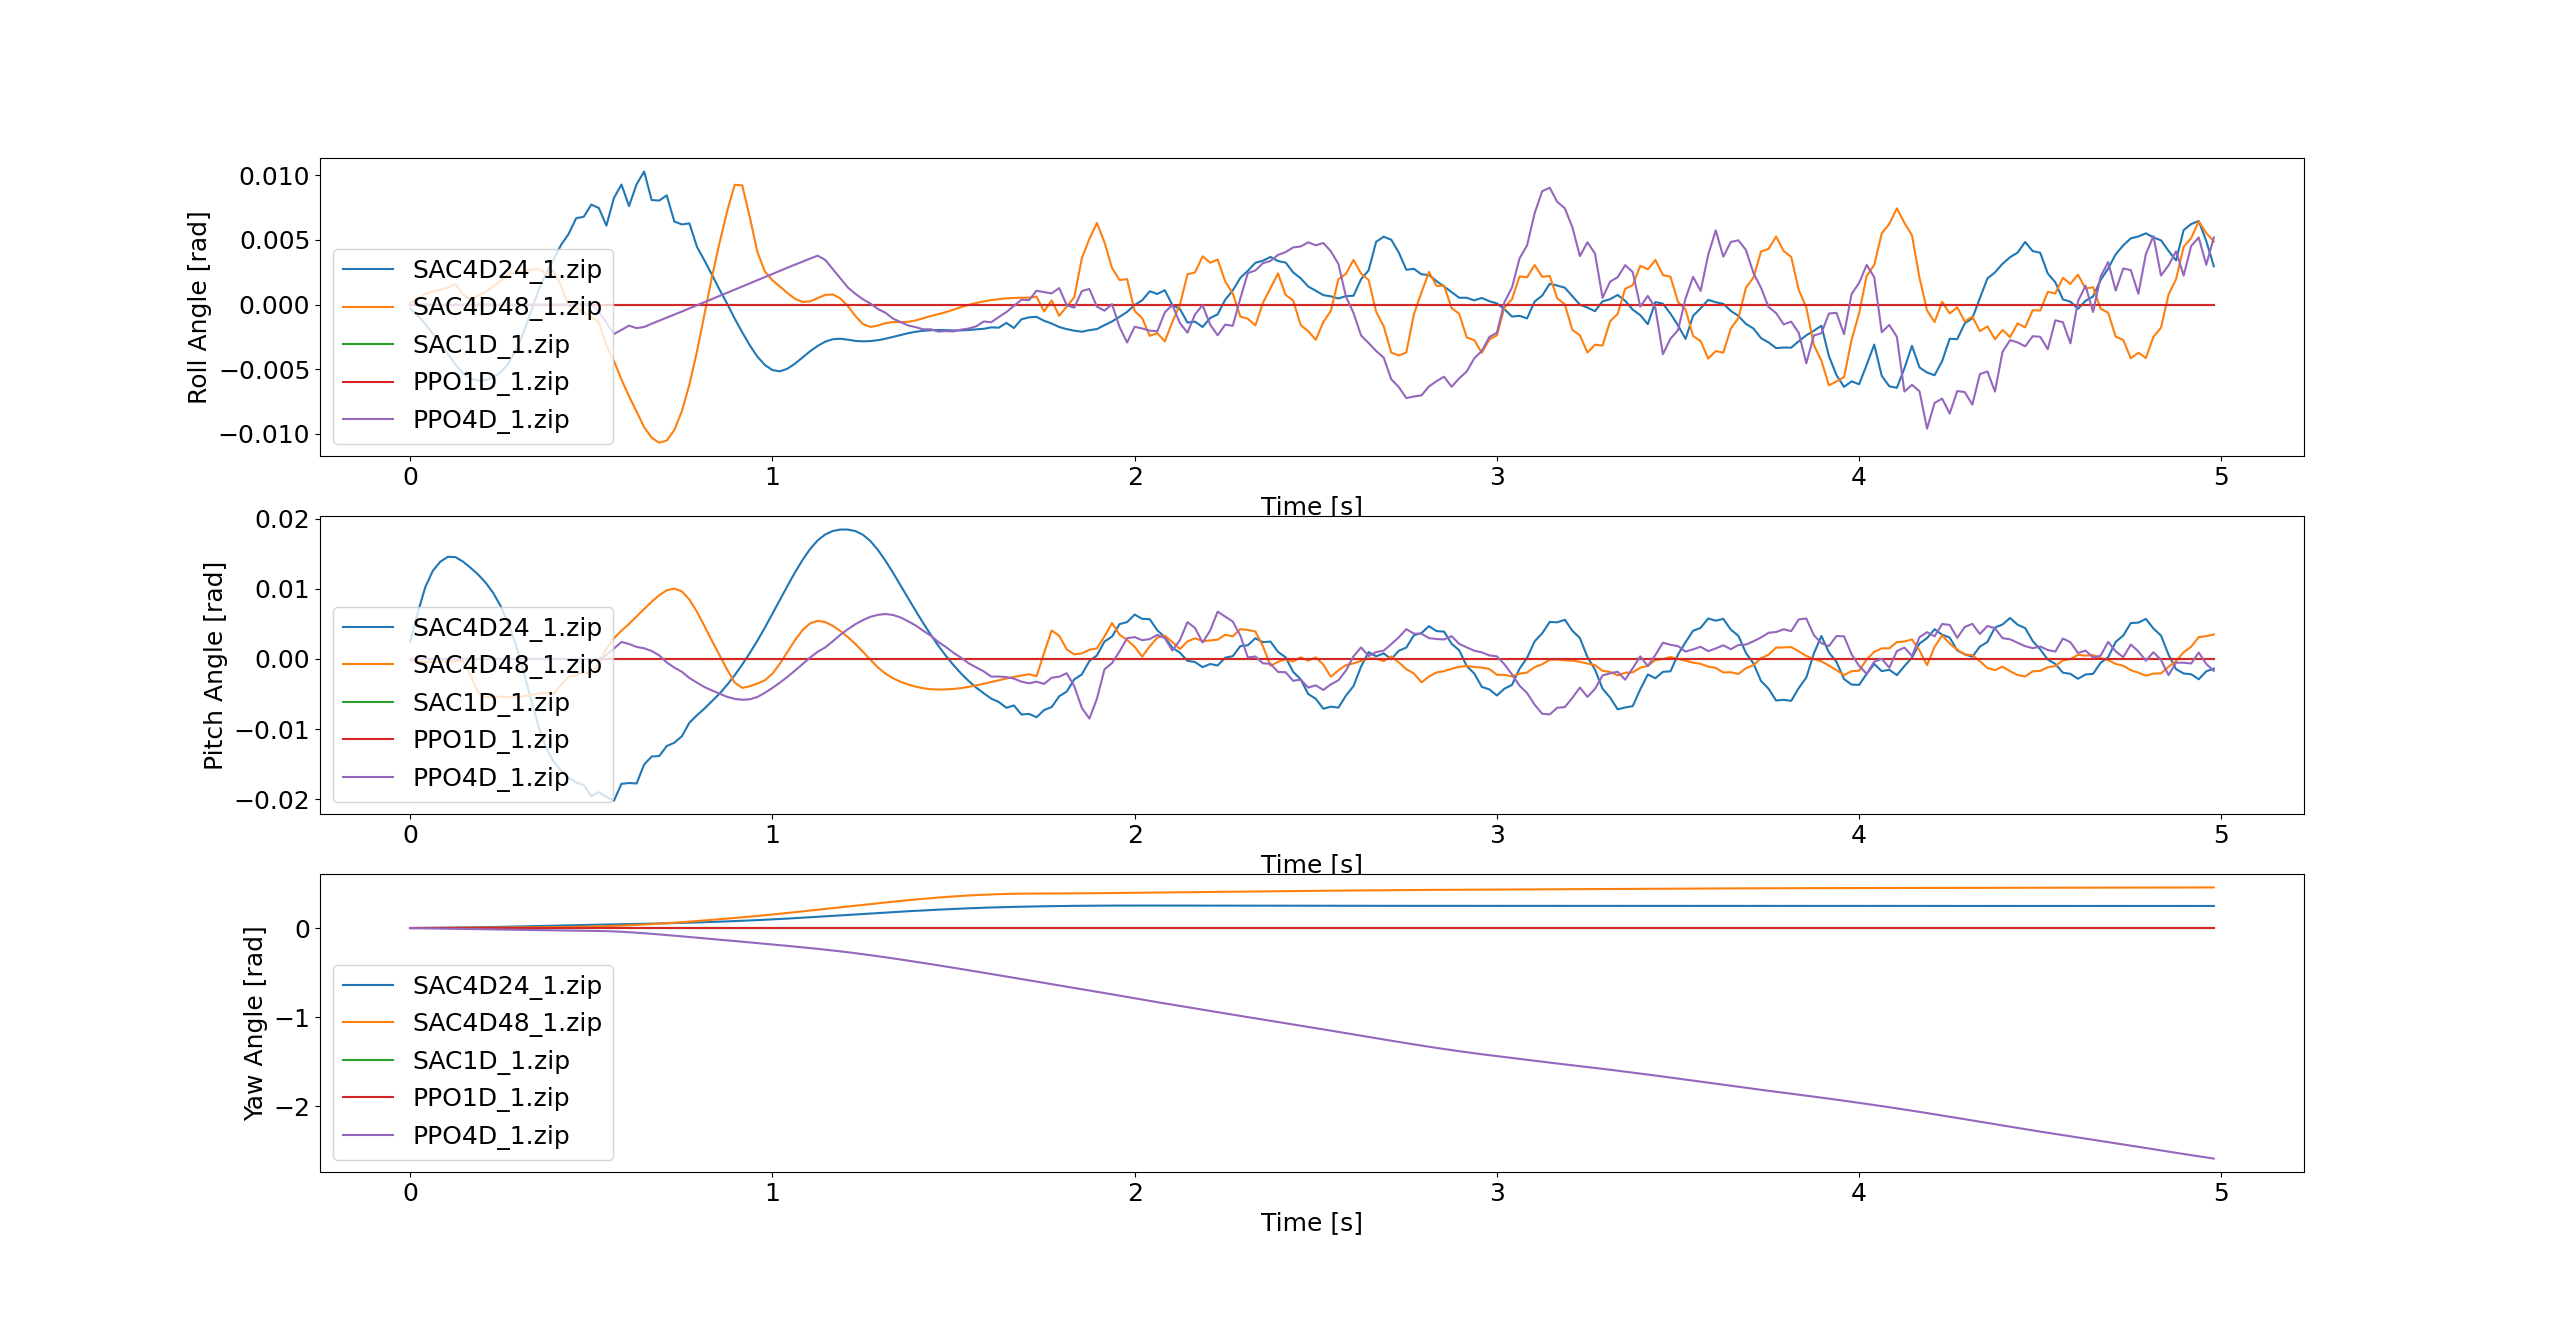 0.010
0.005
0.000
−0.005
−0.010
Roll Angle [rad]
SAC4D24_1.zip
SAC4D48_1.zip
SAC1D_1.zip
PPO1D_1.zip
PPO4D_1.zip
0 1 2 3 4 5
Time [s]
0.02
0.01
0.00
−0.01
−0.02
Pitch Angle [rad]
SAC4D24_1.zip
SAC4D48_1.zip
SAC1D_1.zip
PPO1D_1.zip
PPO4D_1.zip
0 1 2 3 4 5
Time [s]
0
−1
−2
Yaw Angle [rad]
SAC4D24_1.zip
SAC4D48_1.zip
SAC1D_1.zip
PPO1D_1.zip
PPO4D_1.zip
0 1 2 3 4 5
Time [s]